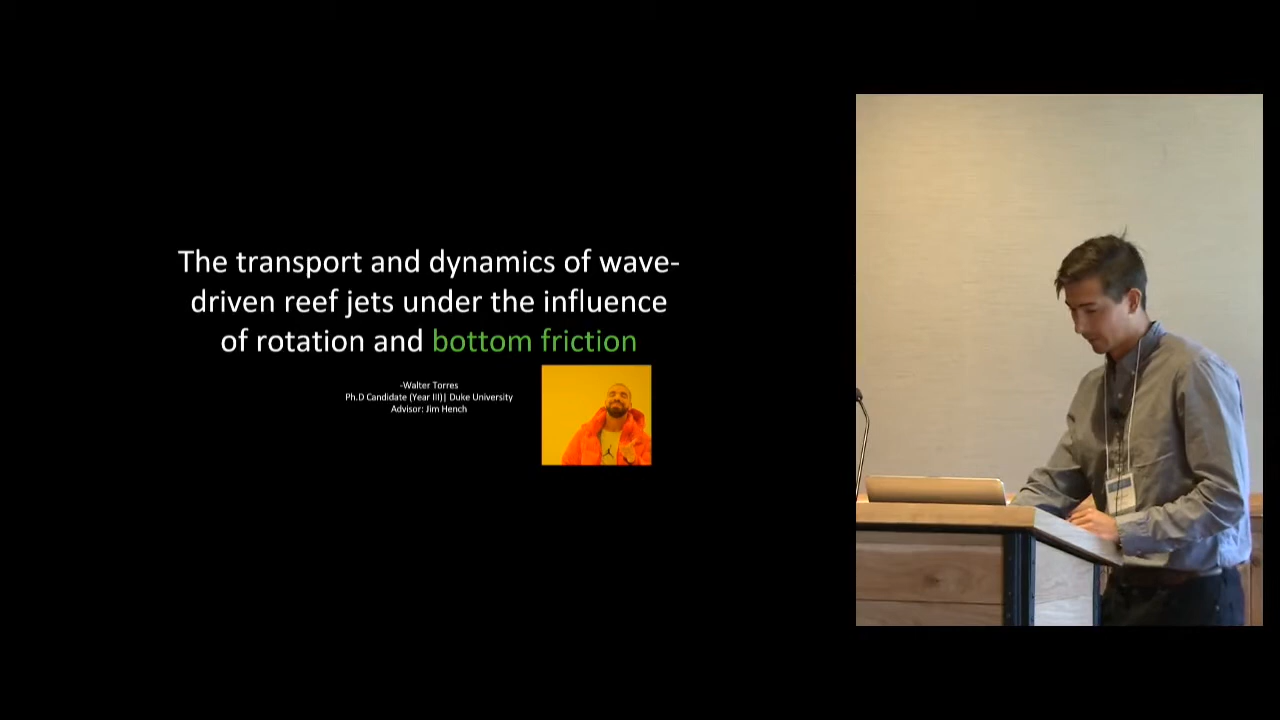 The transport and dynamics of wave-
driven reef jets under the influence
of rotation and bottom friction
-Walter Torres
Ph.D Candidate (Year III)| Duke University
Advisor: Jim Hench